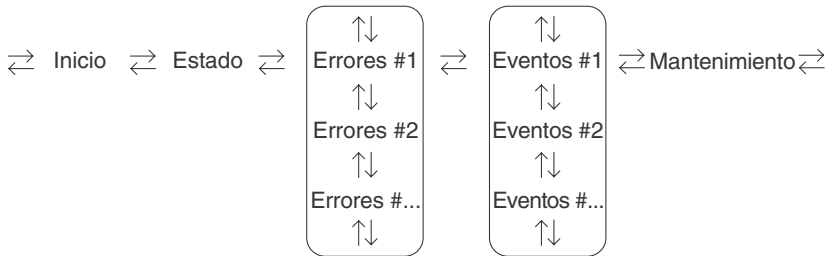 Inicio Estado Errores #1 Eventos #1 Mantenimiento
Errores #2 Eventos #2
Errores #... Eventos #...